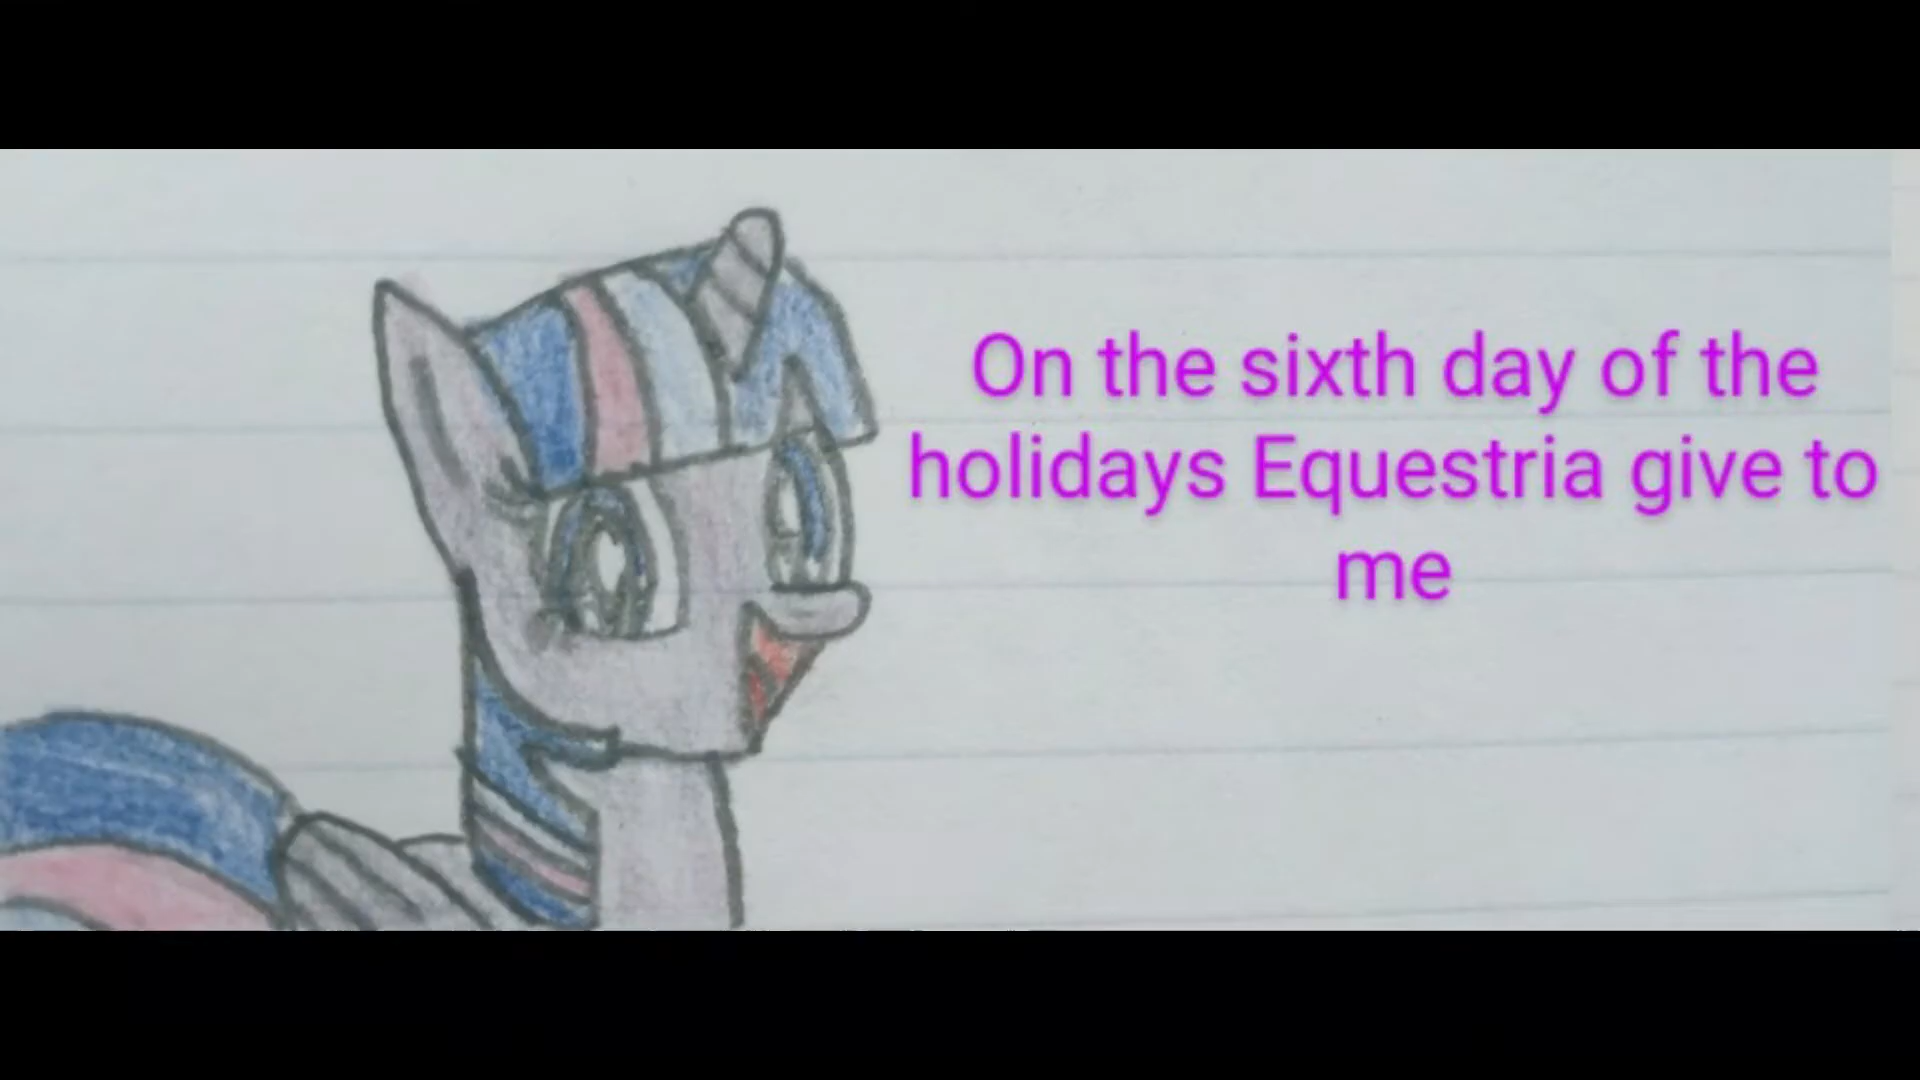 On the sixth day of the
holidays Equestria give to
me